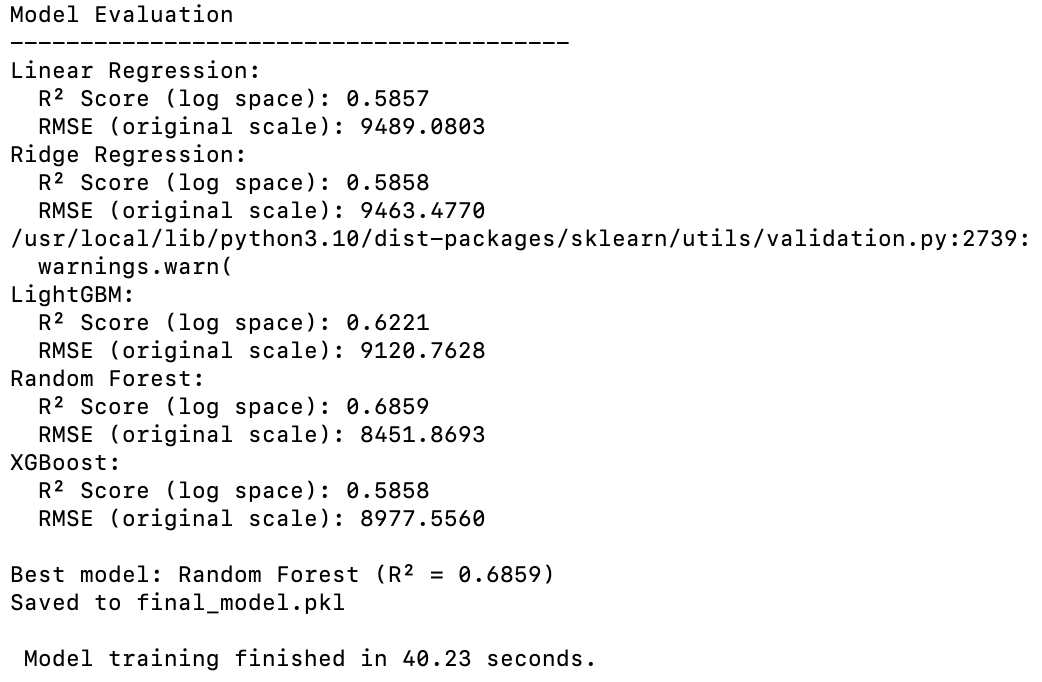 Model Evaluation
----------------------------------------
Linear Regression:
  R² Score (log space): 0.5857
  RMSE (original scale): 9489.0803
Ridge Regression:
  R² Score (log space): 0.5858
  RMSE (original scale): 9463.4770
/usr/local/lib/python3.10/dist-packages/sklearn/utils/validation.py:2739:
  warnings.warn(
LightGBM:
  R² Score (log space): 0.6221
  RMSE (original scale): 9120.7628
Random Forest:
  R² Score (log space): 0.6859
  RMSE (original scale): 8451.8693
XGBoost:
  R² Score (log space): 0.5858
  RMSE (original scale): 8977.5560
Best model: Random Forest (R² = 0.6859)
Saved to final_model.pkl
 Model training finished in 40.23 seconds.